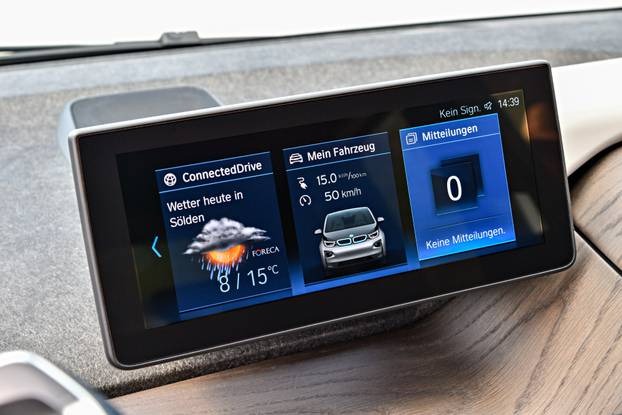 Kein Sign. 14:39
ConnectedDrive
Wetter heute in
Sölden
FORECA
8 / 15°C
Mein Fahrzeug
15.0 kWh/100km
50 km/h
Mitteilungen
0
Keine Mitteilungen.